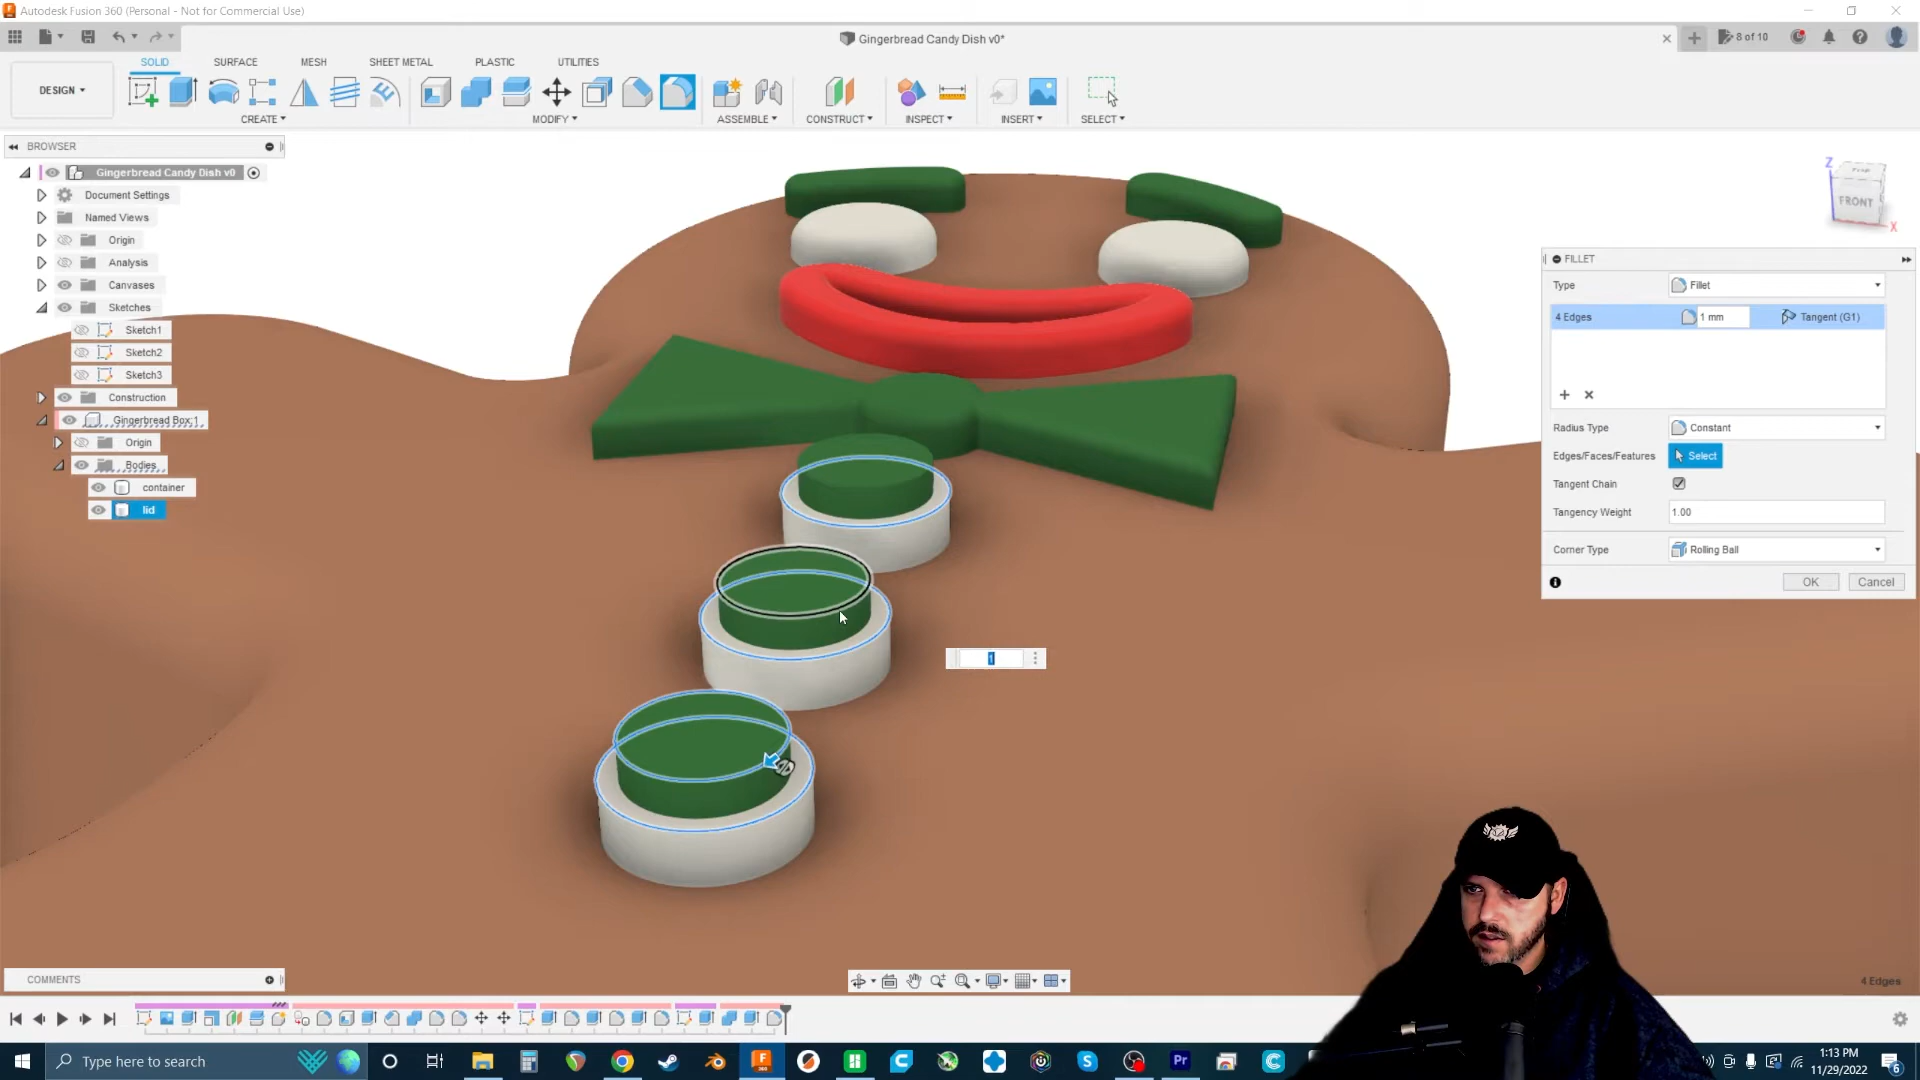 Autodesk Fusion 360 (Personal - Not for Commercial Use)
Gingerbread Candy Dish v0*
8 of 10
SOLID
SURFACE
MESH
SHEET METAL
PLASTIC
UTILITIES
DESIGN
CREATE
MODIFY
ASSEMBLE
CONSTRUCT
INSPECT
INSERT
SELECT
BROWSER
Gingerbread Candy Dish v0
Document Settings
Named Views
Origin
Analysis
Canvases
Sketches
Sketch1
Sketch2
Sketch3
Construction
Gingerbread Box:1
Origin
Bodies
container
lid
Z
TOP
FRONT
X
FILLET
Type
Fillet
4 Edges
1 mm
Tangent (G1)
Radius Type
Constant
Edges/Faces/Features
Select
Tangent Chain
Tangency Weight
1.00
Corner Type
Rolling Ball
OK
Cancel
1
COMMENTS
4 Edges
Type here to search
F
360
Pr
1:13 PM
11/29/2022
6